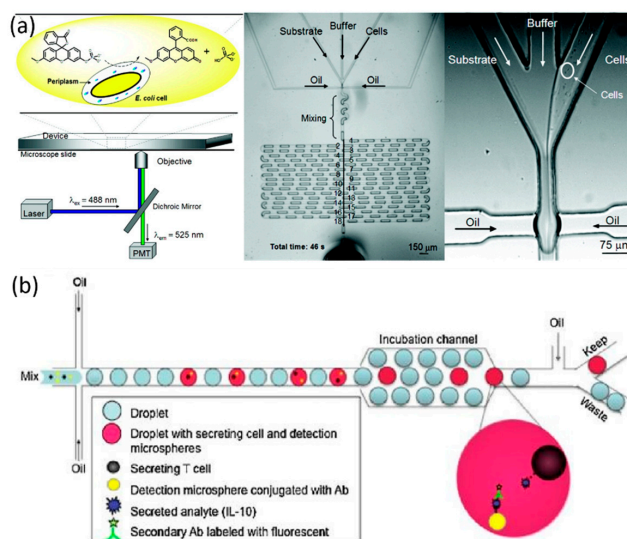 (a)
COOH
Periplasm
E. coli cell
Device
Microscope slide
Objective
λex = 488 nm
Laser
Dichroic Mirror
λem = 525 nm
PMT
Buffer
Substrate
Cells
Oil
Oil
Mixing
Total time: 46 s
150 µm
Buffer
Substrate
Cells
Cells
Oil
Oil
75 µm
(b)
Oil
Mix
Oil
Incubation channel
Oil
Keep
Waste
Droplet
Droplet with secreting cell and detection
microspheres
Secreting T cell
Detection microsphere conjugated with Ab
Secreted analyte (IL-10)
Secondary Ab labeled with fluorescent